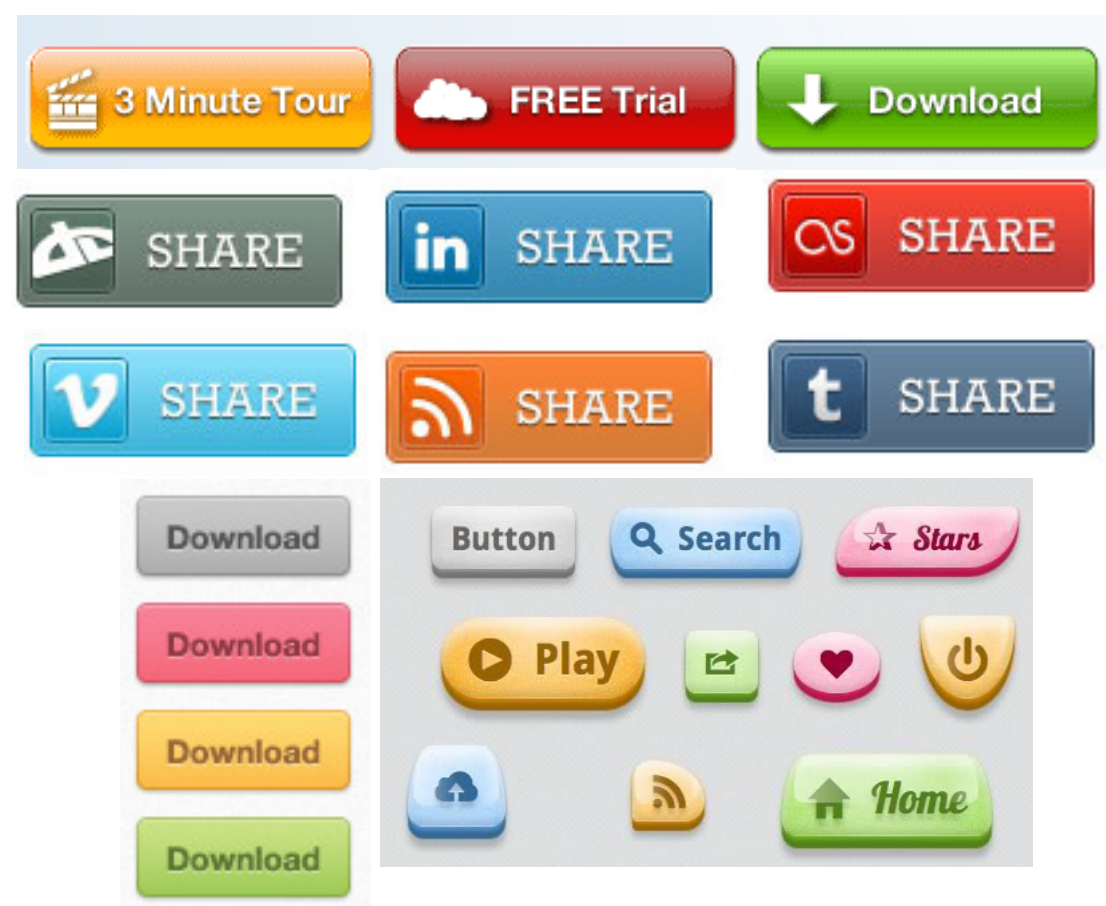 3 Minute Tour
FREE Trial
Download
SHARE
in SHARE
SHARE
SHARE
SHARE
t SHARE
Download
Download
Download
Download
Button
Search
Stars
Play
Home